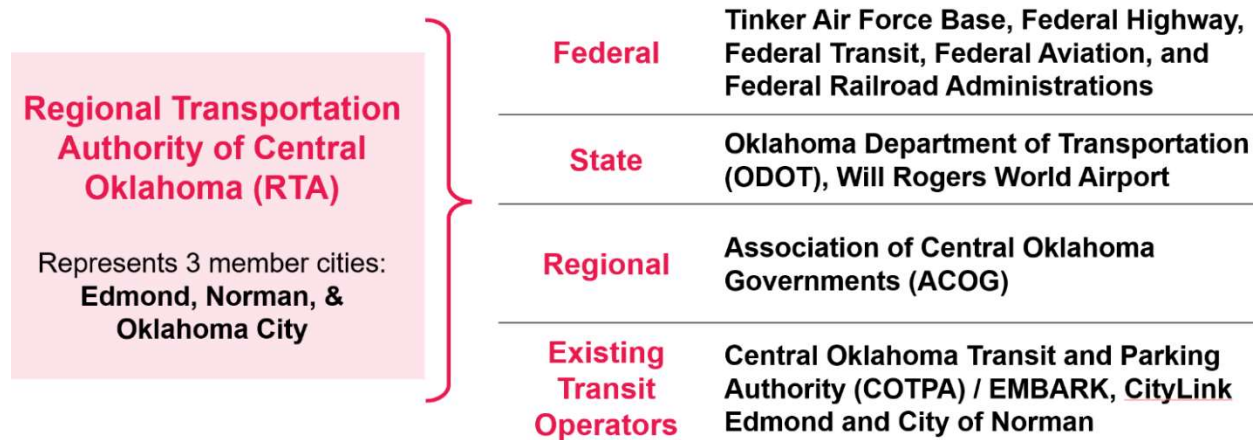 Regional Transportation
Authority of Central
Oklahoma (RTA)
Represents 3 member cities:
Edmond, Norman, &
Oklahoma City
Federal
Tinker Air Force Base, Federal Highway,
Federal Transit, Federal Aviation, and
Federal Railroad Administrations
State
Oklahoma Department of Transportation
(ODOT), Will Rogers World Airport
Regional
Association of Central Oklahoma
Governments (ACOG)
Existing
Transit
Operators
Central Oklahoma Transit and Parking
Authority (COTPA) / EMBARK, CityLink
Edmond and City of Norman